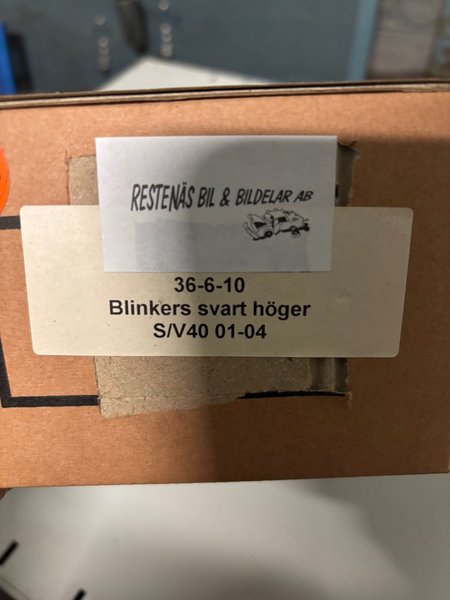 RESTENÄS BIL & BILDELAR AB
36-6-10
Blinkers svart höger
S/V40 01-04